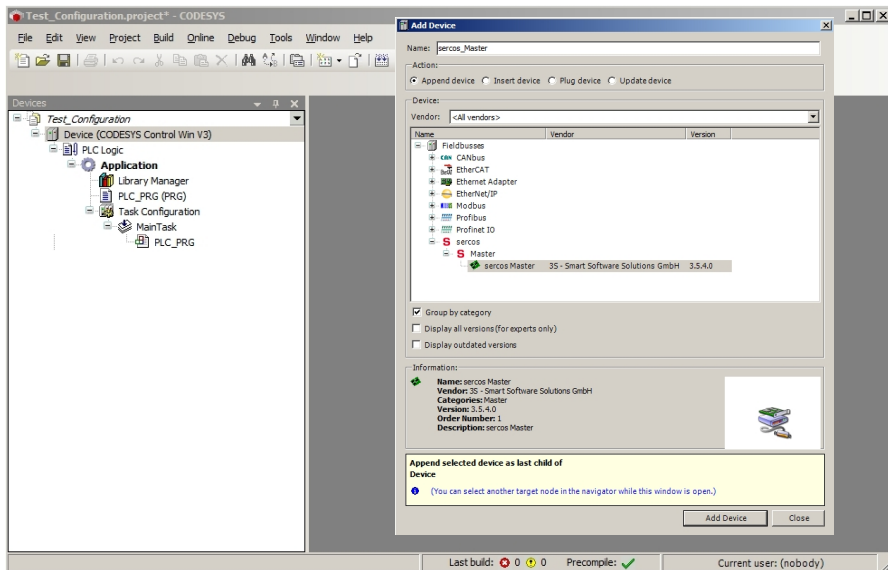 Test_Configuration.project* - CODESYS
File Edit View Project Build Online Debug Tools Window Help
Devices
Test_Configuration
Device (CODESYS Control Win V3)
PLC Logic
Application
Library Manager
PLC_PRG (PRG)
Task Configuration
MainTask
PLC_PRG
Add Device
Name: sercos_Master
Action:
Append device Insert device Plug device Update device
Device:
Vendor: <All vendors>
Name Vendor Version
Fieldbusses
CAN CANbus
EtherCAT
Ethernet Adapter
EtherNet/IP
Modbus
Profibus
Profinet IO
S sercos
S Master
sercos Master 3S - Smart Software Solutions GmbH 3.5.4.0
Group by category
Display all versions (for experts only)
Display outdated versions
Information:
Name: sercos Master
Vendor: 3S - Smart Software Solutions GmbH
Categories: Master
Version: 3.5.4.0
Order Number: 1
Description: sercos Master
Append selected device as last child of
Device
(You can select another target node in the navigator while this window is open.)
Add Device Close
Last build: 0 0 Precompile: Current user: (nobody)